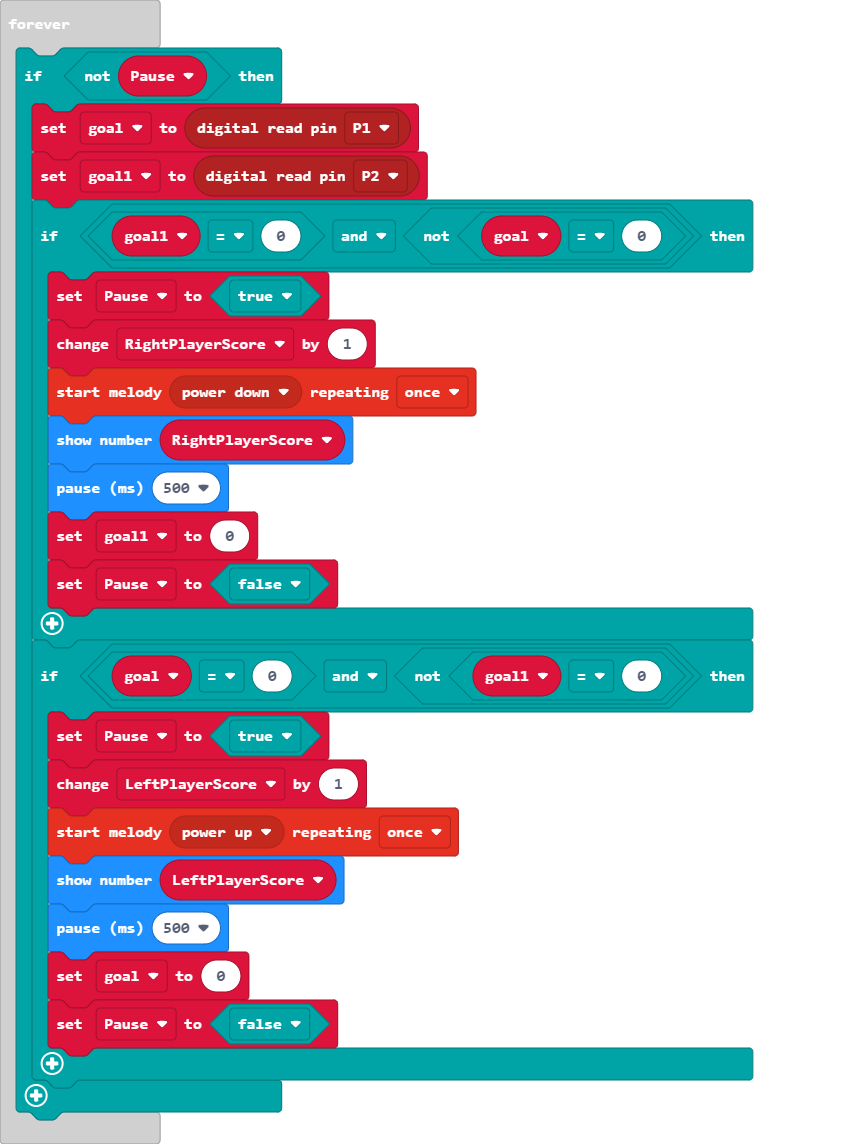 forever
if not Pause then
set goal to digital read pin P1
set goal1 to digital read pin P2
if goal1 = 0 and not goal = 0 then
set Pause to true
change RightPlayerScore by 1
start melody power down repeating once
show number RightPlayerScore
pause (ms) 500
set goal1 to 0
set Pause to false
if goal = 0 and not goal1 = 0 then
set Pause to true
change LeftPlayerScore by 1
start melody power up repeating once
show number LeftPlayerScore
pause (ms) 500
set goal to 0
set Pause to false